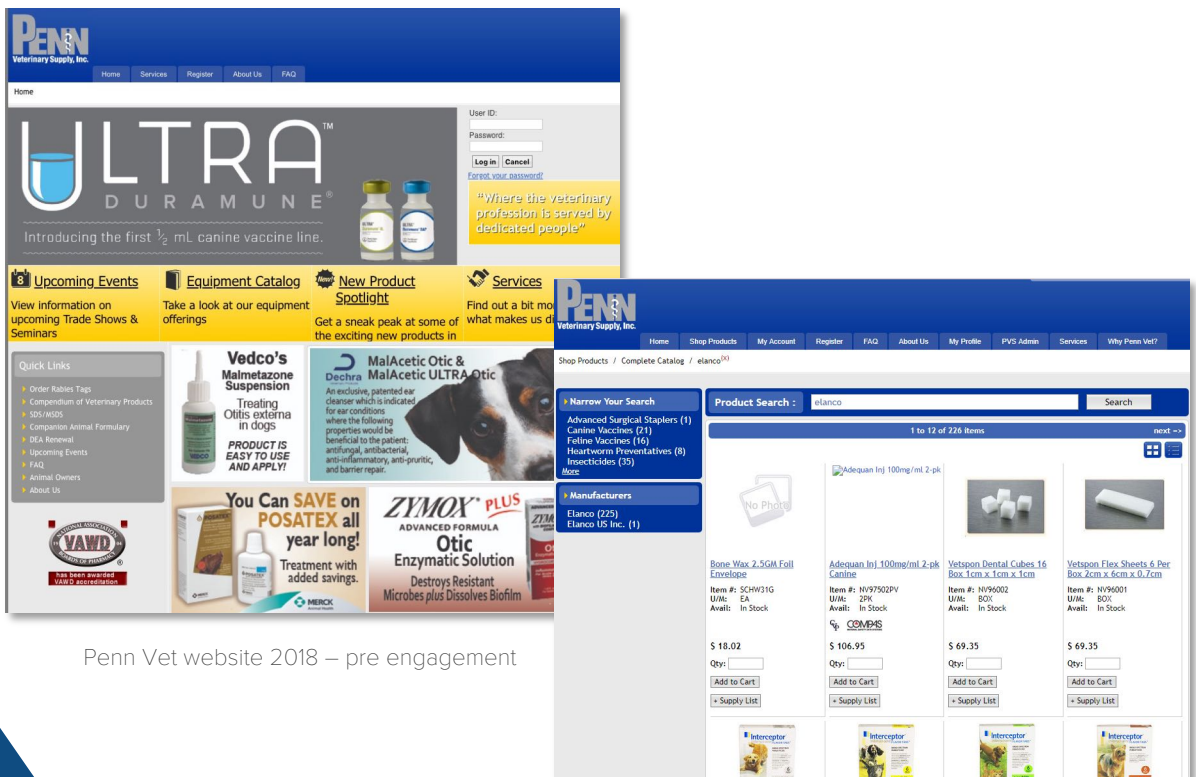 PENN
Veterinary Supply, Inc.
Home Services Register About Us FAQ
Home
ULTRA™
DURAMUNE®
Introducing the first ½ mL canine vaccine line.
User ID:
Password:
Log in Cancel
Forgot your password?
"Where the veterinary
profession is served by
dedicated people"
8 Upcoming Events
View information on
upcoming Trade Shows &
Seminars
Equipment Catalog
Take a look at our equipment
offerings
New! New Product
Spotlight
Get a sneak peak at some of
the exciting new products in
Services
Find out a bit mo
what makes us di
Quick Links
Order Rabies Tags
Compendium of Veterinary Products
SDS/MSDS
Companion Animal Formulary
DEA Renewal
Upcoming Events
FAQ
Animal Owners
About Us
NATIONAL ASSOCIATION
VAWD
BOARDS OF PHARMACY
has been awarded
VAWD accreditation
Vedco's
Malmetazone
Suspension
Treating
Otitis externa
in dogs
PRODUCT IS
EASY TO USE
AND APPLY!
Dechra
MalAcetic Otic &
MalAcetic ULTRA Otic
An exclusive, patented ear
cleanser which is indicated
for ear conditions
where the following
properties would be
beneficial to the patient:
antifungal, antibacterial,
anti-inflammatory, anti-pruritic,
and barrier repair.
You Can SAVE on
POSATEX all
year long!
Treatment with
added savings.
MERCK
Animal Health
ZYMOX® PLUS
ADVANCED FORMULA
Otic
Enzymatic Solution
Destroys Resistant
Microbes plus Dissolves Biofilm
Penn Vet website 2018 – pre engagement
PENN
Veterinary Supply, Inc.
Home Shop Products My Account Register FAQ About Us My Profile PVS Admin Services Why Penn Vet?
Shop Products / Complete Catalog / elanco(X)
Narrow Your Search
Advanced Surgical Staplers (1)
Canine Vaccines (21)
Feline Vaccines (16)
Heartworm Preventatives (8)
Insecticides (35)
More
Manufacturers
Elanco (225)
Elanco US Inc. (1)
Product Search : elanco Search
1 to 12 of 226 items next =>
No Photo
Bone Wax 2.5GM Foil
Envelope
Item #: SCHW31G
U/M: EA
Avail: In Stock
$ 18.02
Qty:
Add to Cart
+ Supply List
Adequan Inj 100mg/ml 2-pk
Adequan Inj 100mg/ml 2-pk
Canine
Item #: NV97502PV
U/M: 2PK
Avail: In Stock
COMPAS
$ 106.95
Qty:
Add to Cart
+ Supply List
Vetspon Dental Cubes 16
Box 1cm x 1cm x 1cm
Item #: NV96002
U/M: BOX
Avail: In Stock
$ 69.35
Qty:
Add to Cart
+ Supply List
Vetspon Flex Sheets 6 Per
Box 2cm x 6cm x 0.7cm
Item #: NV96001
U/M: BOX
Avail: In Stock
$ 69.35
Qty:
Add to Cart
+ Supply List
Interceptor
Interceptor
Interceptor
Interceptor